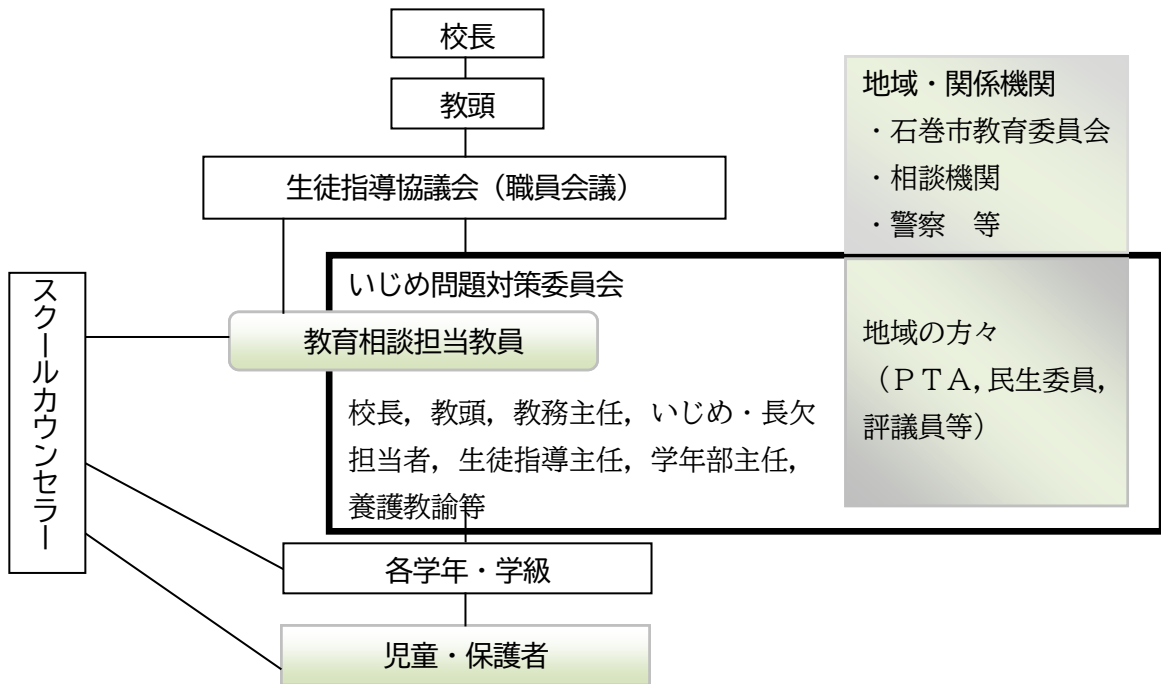 校長
教頭
生徒指導協議会（職員会議）
地域・関係機関
・石巻市教育委員会
・相談機関
・警察　等
いじめ問題対策委員会
教育相談担当教員
校長，教頭，教務主任，いじめ・長欠
担当者，生徒指導主任，学年部主任，
養護教諭等
地域の方々
（ＰＴＡ，民生委員，
評議員等）
スクールカウンセラー
各学年・学級
児童・保護者